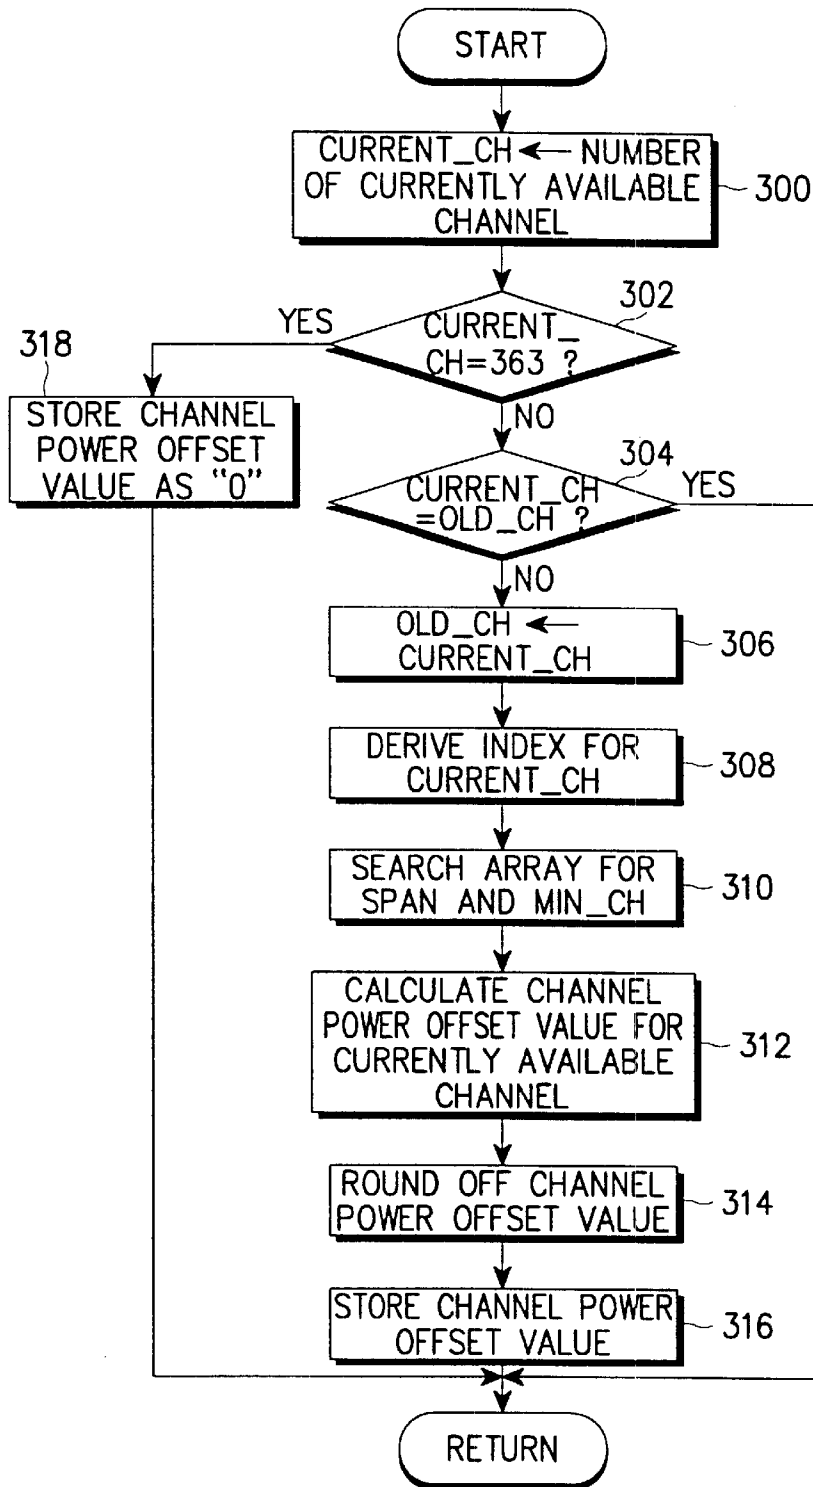 START
CURRENT_CH ← NUMBER
OF CURRENTLY AVAILABLE
CHANNEL
300
302
YES
CURRENT_
CH=363 ?
318
NO
STORE CHANNEL
POWER OFFSET
VALUE AS "0"
304
CURRENT_CH
=OLD_CH ?
YES
NO
OLD_CH ←
CURRENT_CH
306
DERIVE INDEX FOR
CURRENT_CH
308
SEARCH ARRAY FOR
SPAN AND MIN_CH
310
CALCULATE CHANNEL
POWER OFFSET VALUE FOR
CURRENTLY AVAILABLE
CHANNEL
312
ROUND OFF CHANNEL
POWER OFFSET VALUE
314
STORE CHANNEL POWER
OFFSET VALUE
316
RETURN